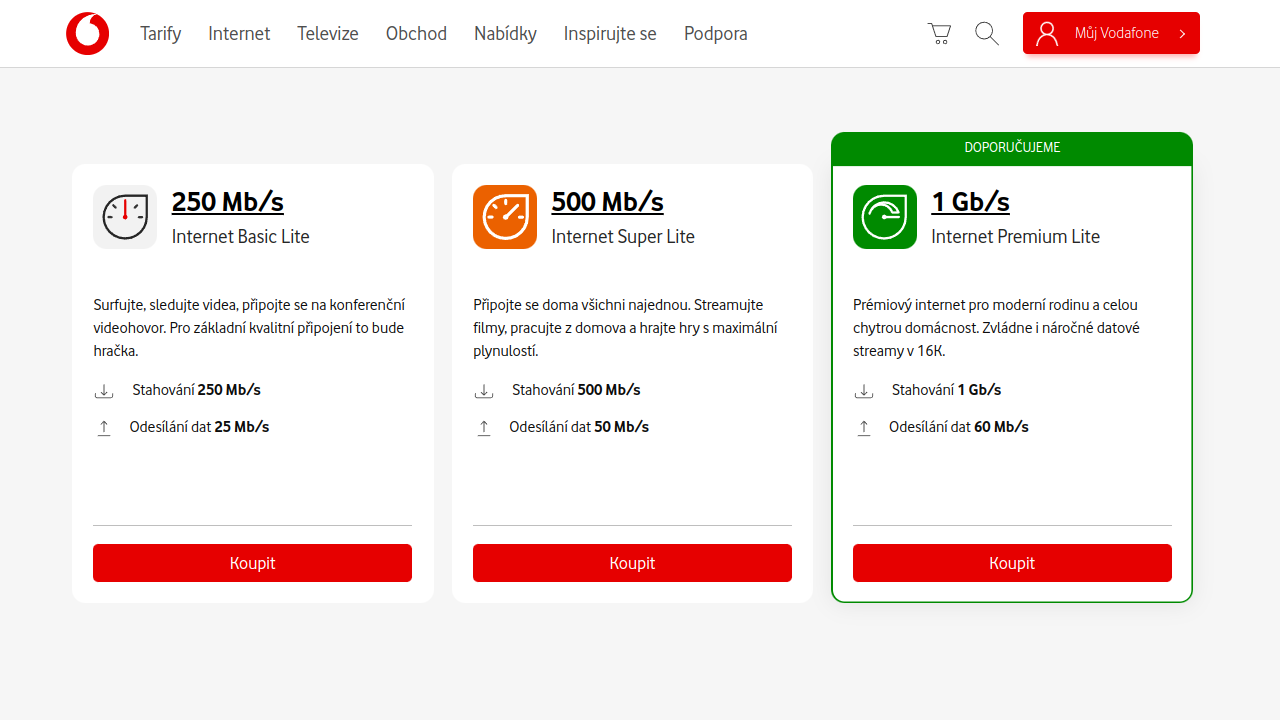 Tarify Internet Televize Obchod Nabídky Inspirujte se Podpora Můj Vodafone
250 Mb/s
Internet Basic Lite
Surfujte, sledujte videa, připojte se na konferenční
videohovor. Pro základní kvalitní připojení to bude
hračka.
Stahování 250 Mb/s
Odesílání dat 25 Mb/s
Koupit
500 Mb/s
Internet Super Lite
Připojte se doma všichni najednou. Streamujte
filmy, pracujte z domova a hrajte hry s maximální
plynulostí.
Stahování 500 Mb/s
Odesílání dat 50 Mb/s
Koupit
DOPORUČUJEME
1 Gb/s
Internet Premium Lite
Prémiový internet pro moderní rodinu a celou
chytrou domácnost. Zvládne i náročné datové
streamy v 16K.
Stahování 1 Gb/s
Odesílání dat 60 Mb/s
Koupit